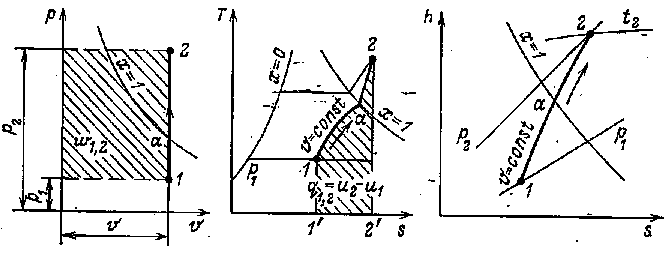 p
2
x=1
p₂
w₁,₂
a
1
p₁
v
v
T
x=0
2
v=const
a
x=1
p₁
1
q₁,₂=u₂-u₁
1'
2'
s
h
2
t₂
x=1
a
p₂
v=const
p₁
1
s